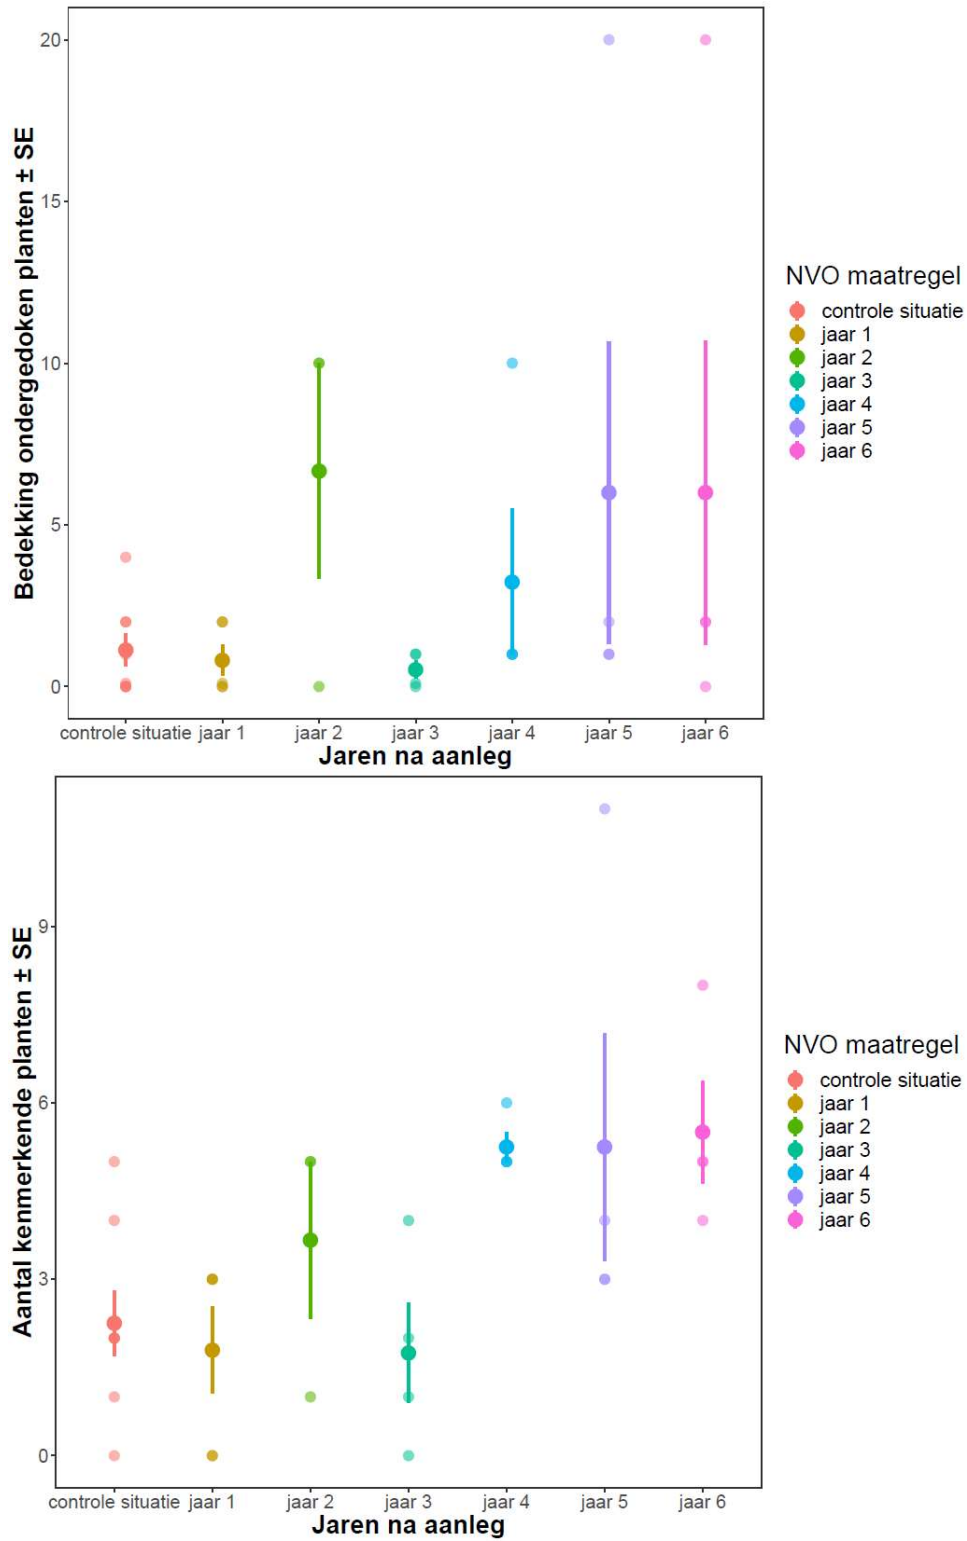 Bedekking ondergedoken planten ± SE
20
15
10
5
0
controle situatie jaar 1 jaar 2 jaar 3 jaar 4 jaar 5 jaar 6
Jaren na aanleg
NVO maatregel
controle situatie
jaar 1
jaar 2
jaar 3
jaar 4
jaar 5
jaar 6
Aantal kenmerkende planten ± SE
9
6
3
0
controle situatie jaar 1 jaar 2 jaar 3 jaar 4 jaar 5 jaar 6
Jaren na aanleg
NVO maatregel
controle situatie
jaar 1
jaar 2
jaar 3
jaar 4
jaar 5
jaar 6